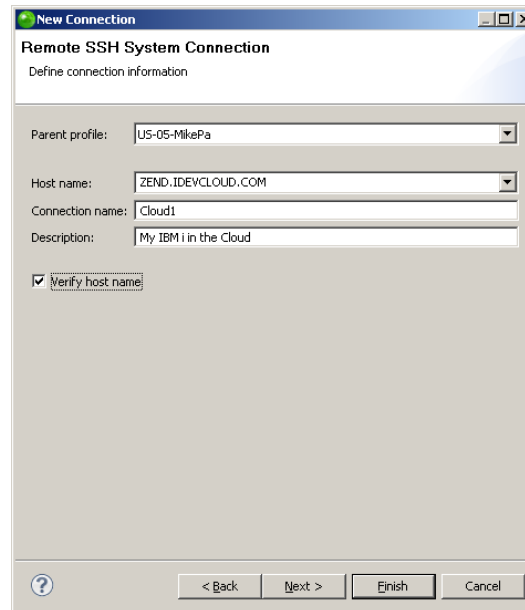 New Connection
Remote SSH System Connection
Define connection information
Parent profile: US-05-MikePa
Host name: ZEND.IDEVCLOUD.COM
Connection name: Cloud1
Description: My IBM i in the Cloud
Verify host name
? < Back Next > Finish Cancel